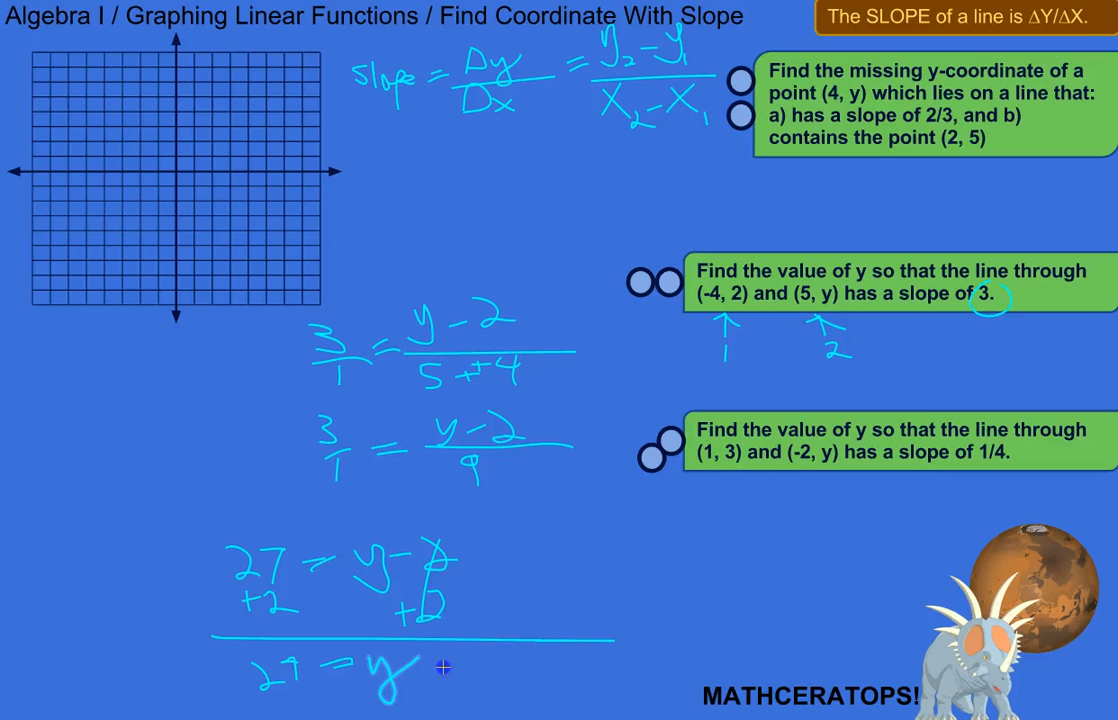 Algebra I / Graphing Linear Functions / Find Coordinate With Slope
The SLOPE of a line is ΔY/ΔX.
slope = Dy/Dx = y₂ - y₁/x₂ - x₁
Find the missing y-coordinate of a
point (4, y) which lies on a line that:
a) has a slope of 2/3, and b)
contains the point (2, 5)
Find the value of y so that the line through
(-4, 2) and (5, y) has a slope of 3.
1 2
3/1 = y - 2/5 + +4
3/1 = y - 2/9
Find the value of y so that the line through
(1, 3) and (-2, y) has a slope of 1/4.
27 = y - 2
+2 +2
29 = y
MATHCERATOPS!